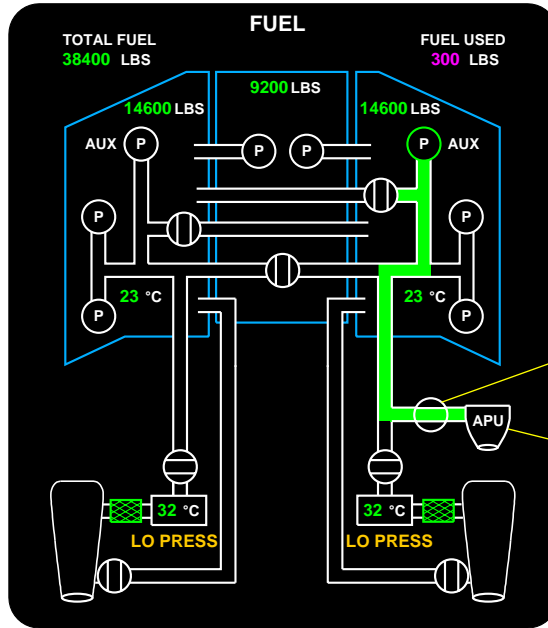 FUEL
TOTAL FUEL
38400 LBS
FUEL USED
300 LBS
9200 LBS
14600 LBS
14600 LBS
AUX P
P P
P AUX
P
P
23 °C
23 °C
P
P
APU
32 °C
32 °C
LO PRESS
LO PRESS